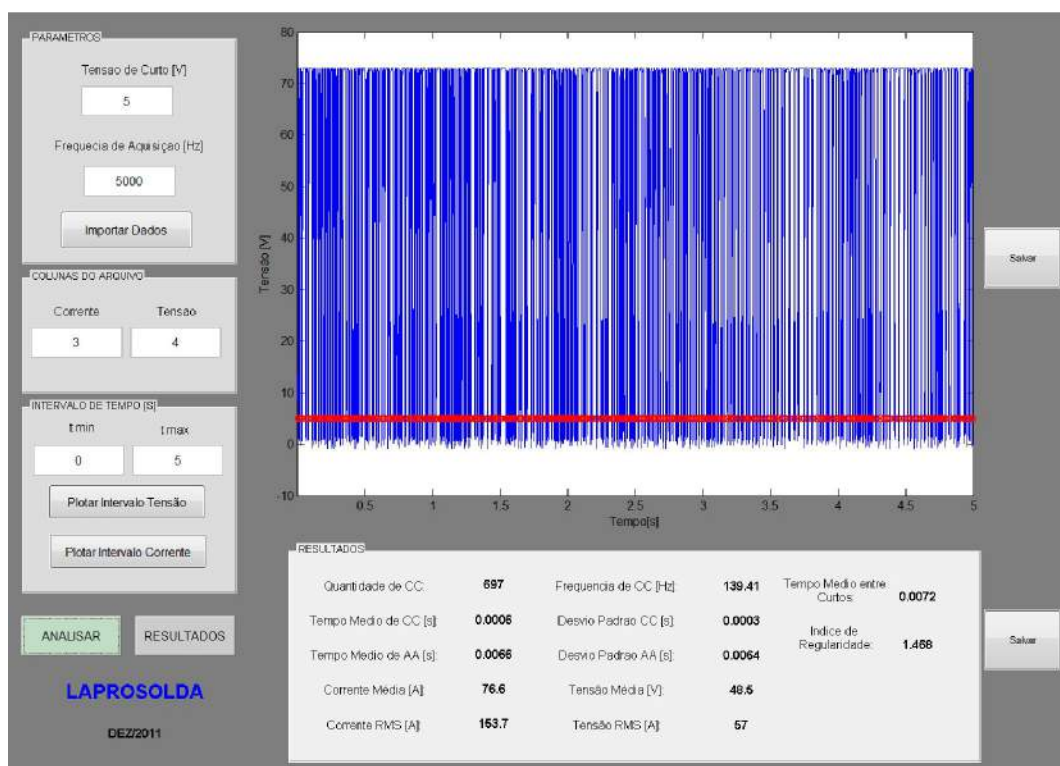 PARAMETROS
Tensao de Curto [V]
5
Frequecia de Aquisiçao [Hz]
5000
Importar Dados
COLUNAS DO ARQUIVO
Corrente Tensao
3 4
INTERVALO DE TEMPO [S]
t min t max
0 5
Plotar Intervalo Tensão
Plotar Intervalo Corrente
ANALISAR RESULTADOS
LAPROSOLDA
DEZ/2011
80
70
60
50
40
30
20
10
0
-10
Tensão [V]
0.5 1 1.5 2 2.5 3 3.5 4 4.5 5
Tempo[s]
Salvar
RESULTADOS
Quantidade de CC: 697 Frequência de CC [Hz]: 139.41 Tempo Medio entre Curtos: 0.0072
Tempo Medio de CC [s]: 0.0006 Desvio Padrao CC [s]: 0.0003 Indice de Regularidade: 1.468
Tempo Medio de AA [s]: 0.0066 Desvio Padrao AA [s]: 0.0064
Corrente Média [A]: 76.6 Tensão Média [V]: 48.5
Corrente RMS [A]: 153.7 Tensão RMS [A]: 57
Salvar